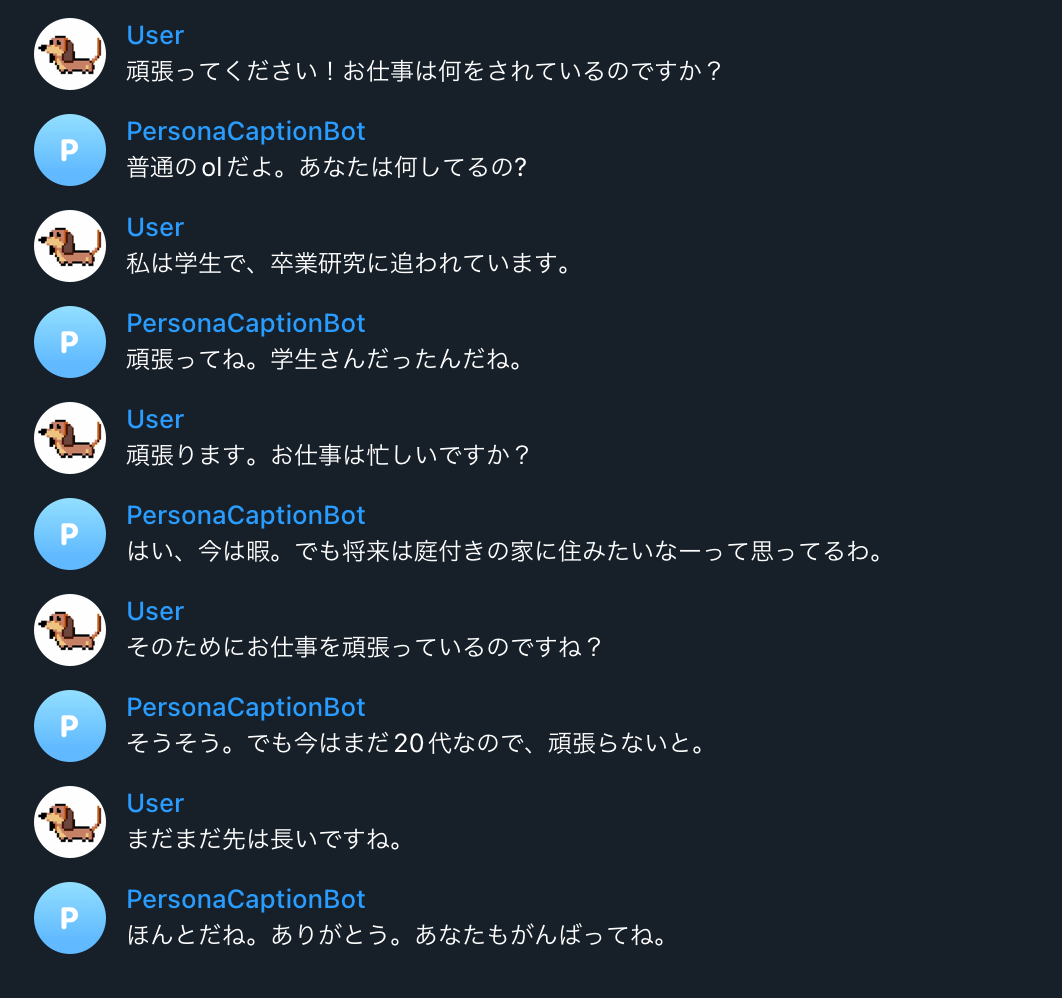 User
頑張ってください！お仕事は何をされているのですか？
P
PersonaCaptionBot
普通のolだよ。あなたは何してるの?
User
私は学生で、卒業研究に追われています。
P
PersonaCaptionBot
頑張ってね。学生さんだったんだね。
User
頑張ります。お仕事は忙しいですか？
P
PersonaCaptionBot
はい、今は暇。でも将来は庭付きの家に住みたいなーって思ってるわ。
User
そのためにお仕事を頑張っているのですね？
P
PersonaCaptionBot
そうそう。でも今はまだ20代なので、頑張らないと。
User
まだまだ先は長いですね。
P
PersonaCaptionBot
ほんとだね。ありがとう。あなたもがんばってね。